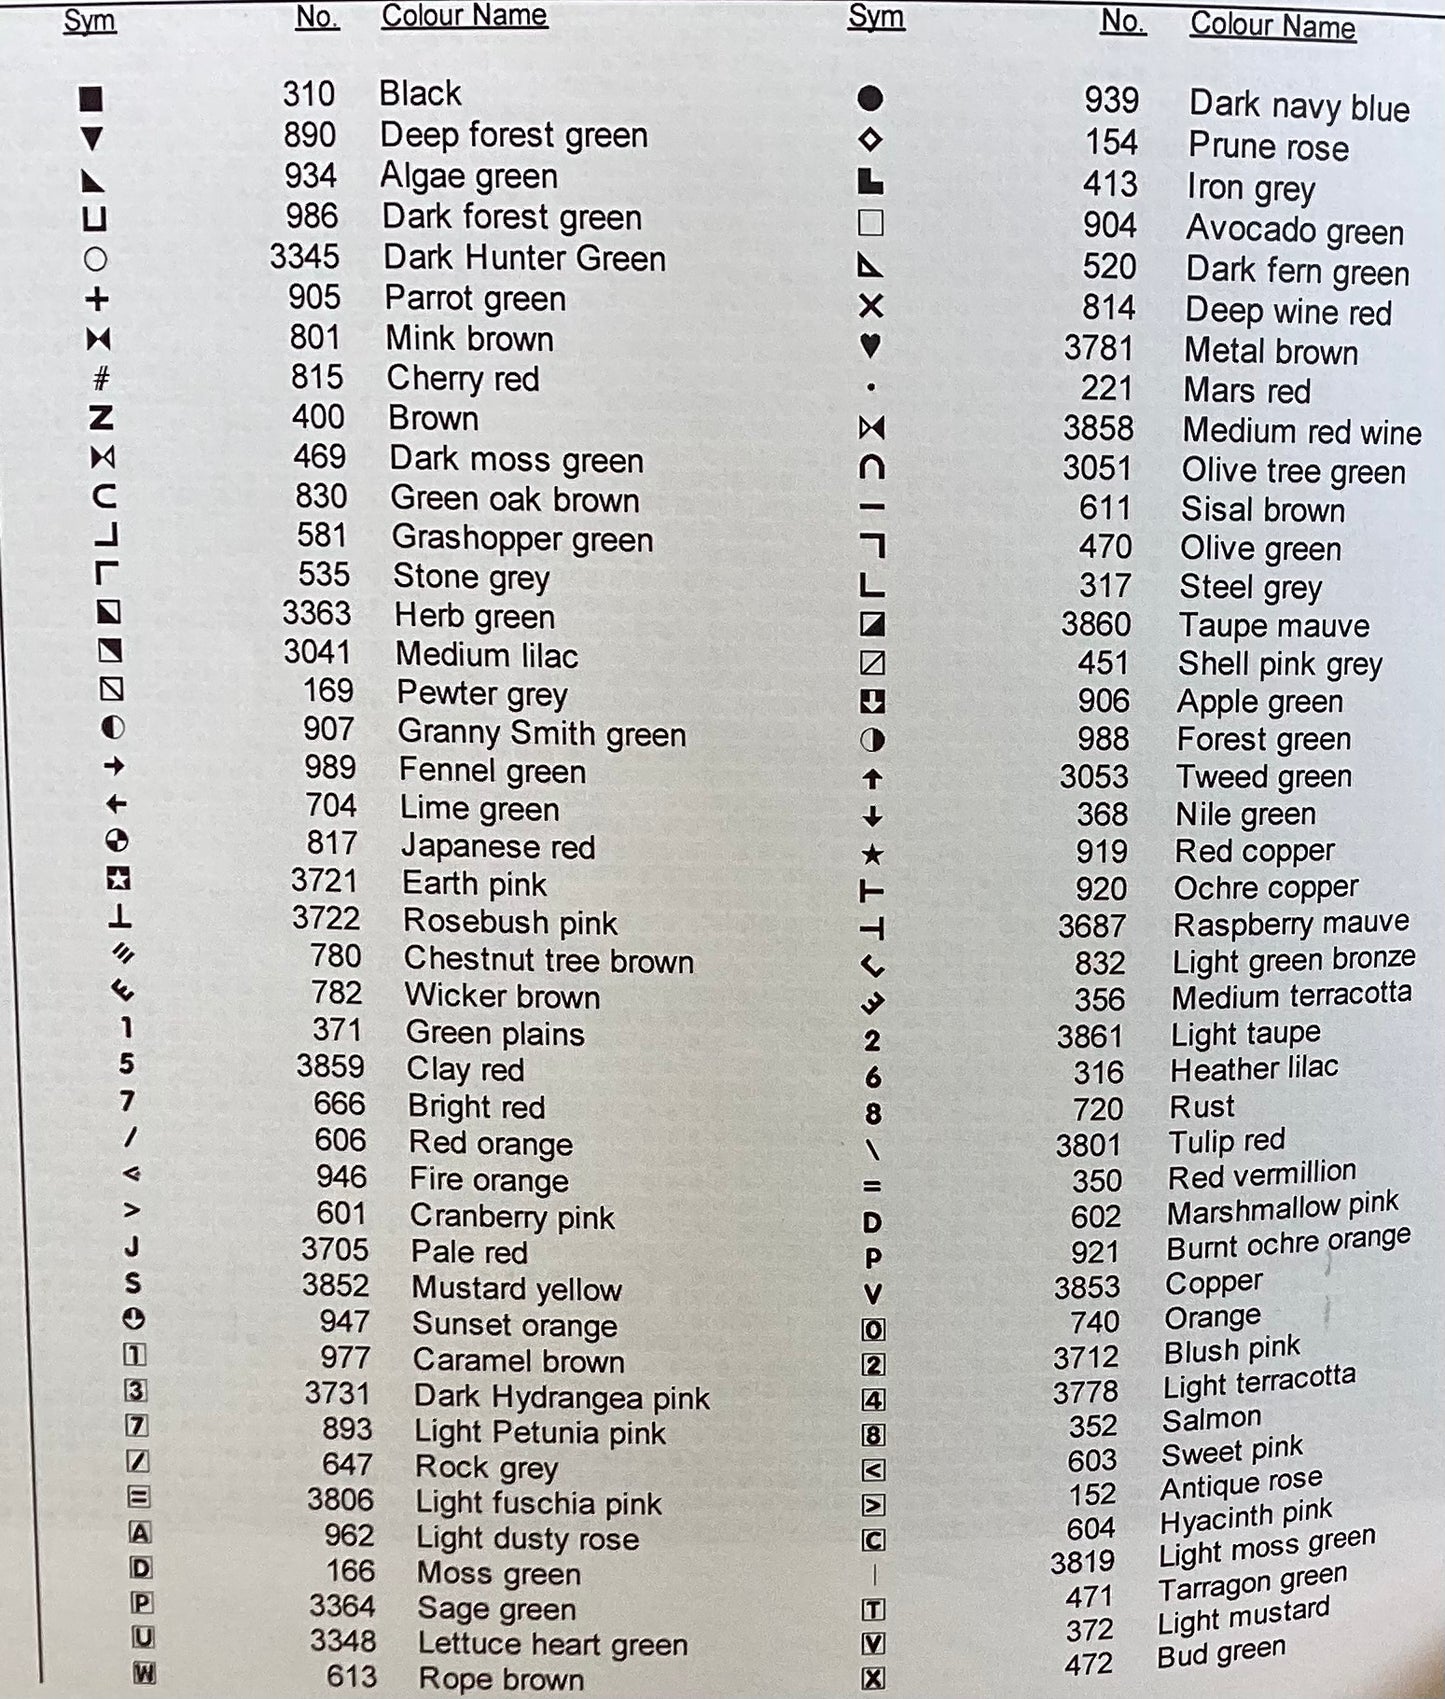 Sym No. Colour Name Sym No. Colour Name
■ 310 Black ● 939 Dark navy blue
▼ 890 Deep forest green 154 Prune rose
934 Algae green 413 Iron grey
986 Dark forest green □ 904 Avocado green
○ 3345 Dark Hunter Green 520 Dark fern green
+ 905 Parrot green X 814 Deep wine red
801 Mink brown ♥ 3781 Metal brown
# 815 Cherry red • 221 Mars red
Z 400 Brown 3858 Medium red wine
469 Dark moss green 3051 Olive tree green
C 830 Green oak brown – 611 Sisal brown
581 Grashopper green 470 Olive green
535 Stone grey L 317 Steel grey
3363 Herb green 3860 Taupe mauve
3041 Medium lilac 451 Shell pink grey
169 Pewter grey 906 Apple green
907 Granny Smith green 988 Forest green
→ 989 Fennel green ↑ 3053 Tweed green
← 704 Lime green ↓ 368 Nile green
817 Japanese red ★ 919 Red copper
3721 Earth pink 920 Ochre copper
3722 Rosebush pink 3687 Raspberry mauve
780 Chestnut tree brown 832 Light green bronze
782 Wicker brown 356 Medium terracotta
1 371 Green plains 2 3861 Light taupe
5 3859 Clay red 6 316 Heather lilac
7 666 Bright red 8 720 Rust
/ 606 Red orange \ 3801 Tulip red
946 Fire orange = 350 Red vermillion
> 601 Cranberry pink D 602 Marshmallow pink
J 3705 Pale red P 921 Burnt ochre orange
S 3852 Mustard yellow V 3853 Copper
947 Sunset orange 0 740 Orange
1 977 Caramel brown 2 3712 Blush pink
3 3731 Dark Hydrangea pink 4 3778 Light terracotta
7 893 Light Petunia pink 8 352 Salmon
/ 647 Rock grey < 603 Sweet pink
= 3806 Light fuschia pink > 152 Antique rose
A 962 Light dusty rose C 604 Hyacinth pink
D 166 Moss green | 3819 Light moss green
P 3364 Sage green T 471 Tarragon green
U 3348 Lettuce heart green V 372 Light mustard
W 613 Rope brown X 472 Bud green